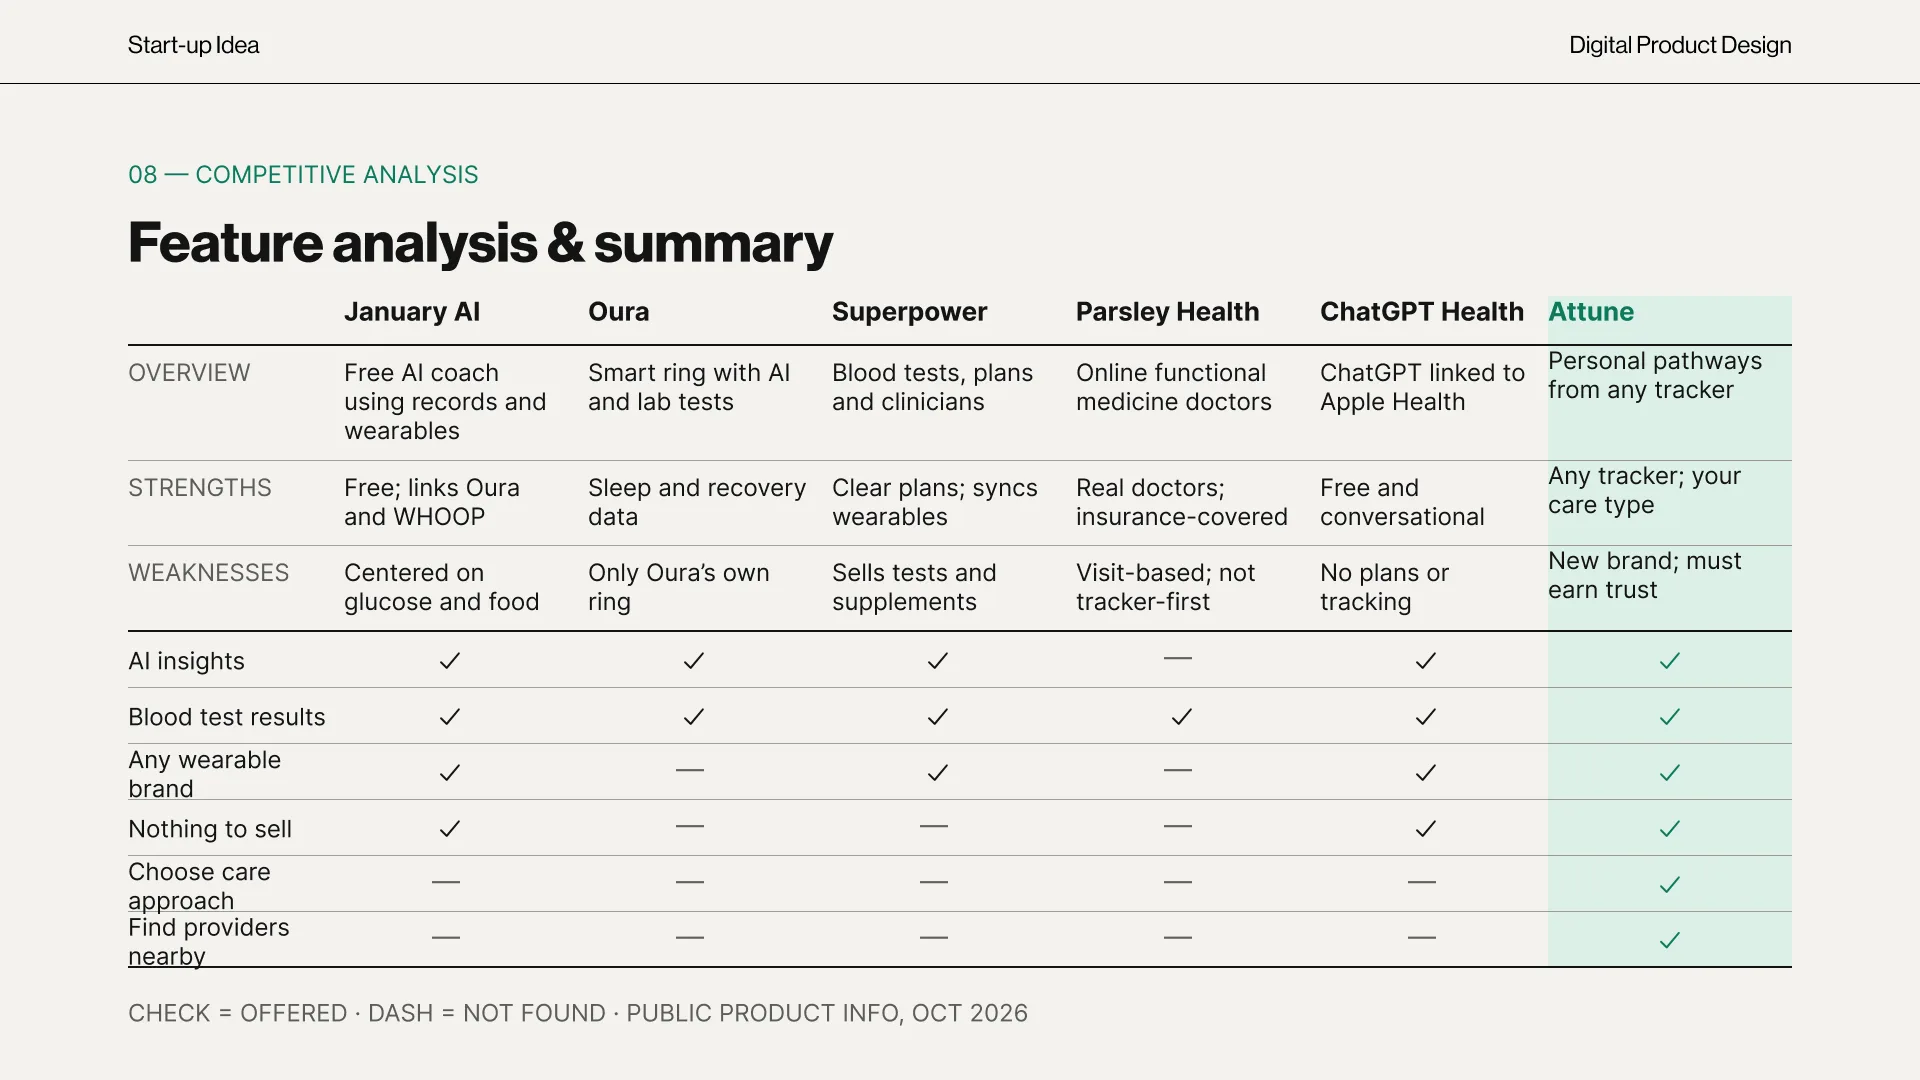 Start-up Idea
Digital Product Design
08 — COMPETITIVE ANALYSIS
Feature analysis & summary
January AI Oura Superpower Parsley Health ChatGPT Health Attune
OVERVIEW
Free AI coach
using records and
wearables
Smart ring with AI
and lab tests
Blood tests, plans
and clinicians
Online functional
medicine doctors
ChatGPT linked to
Apple Health
Personal pathways
from any tracker
STRENGTHS
Free; links Oura
and WHOOP
Sleep and recovery
data
Clear plans; syncs
wearables
Real doctors;
insurance-covered
Free and
conversational
Any tracker; your
care type
WEAKNESSES
Centered on
glucose and food
Only Oura’s own
ring
Sells tests and
supplements
Visit-based; not
tracker-first
No plans or
tracking
New brand; must
earn trust
AI insights ✓ ✓ ✓ — ✓ ✓
Blood test results ✓ ✓ ✓ ✓ ✓ ✓
Any wearable
brand
✓ — ✓ — ✓ ✓
Nothing to sell ✓ — — — ✓ ✓
Choose care
approach
— — — — — ✓
Find providers
nearby
— — — — — ✓
CHECK = OFFERED · DASH = NOT FOUND · PUBLIC PRODUCT INFO, OCT 2026